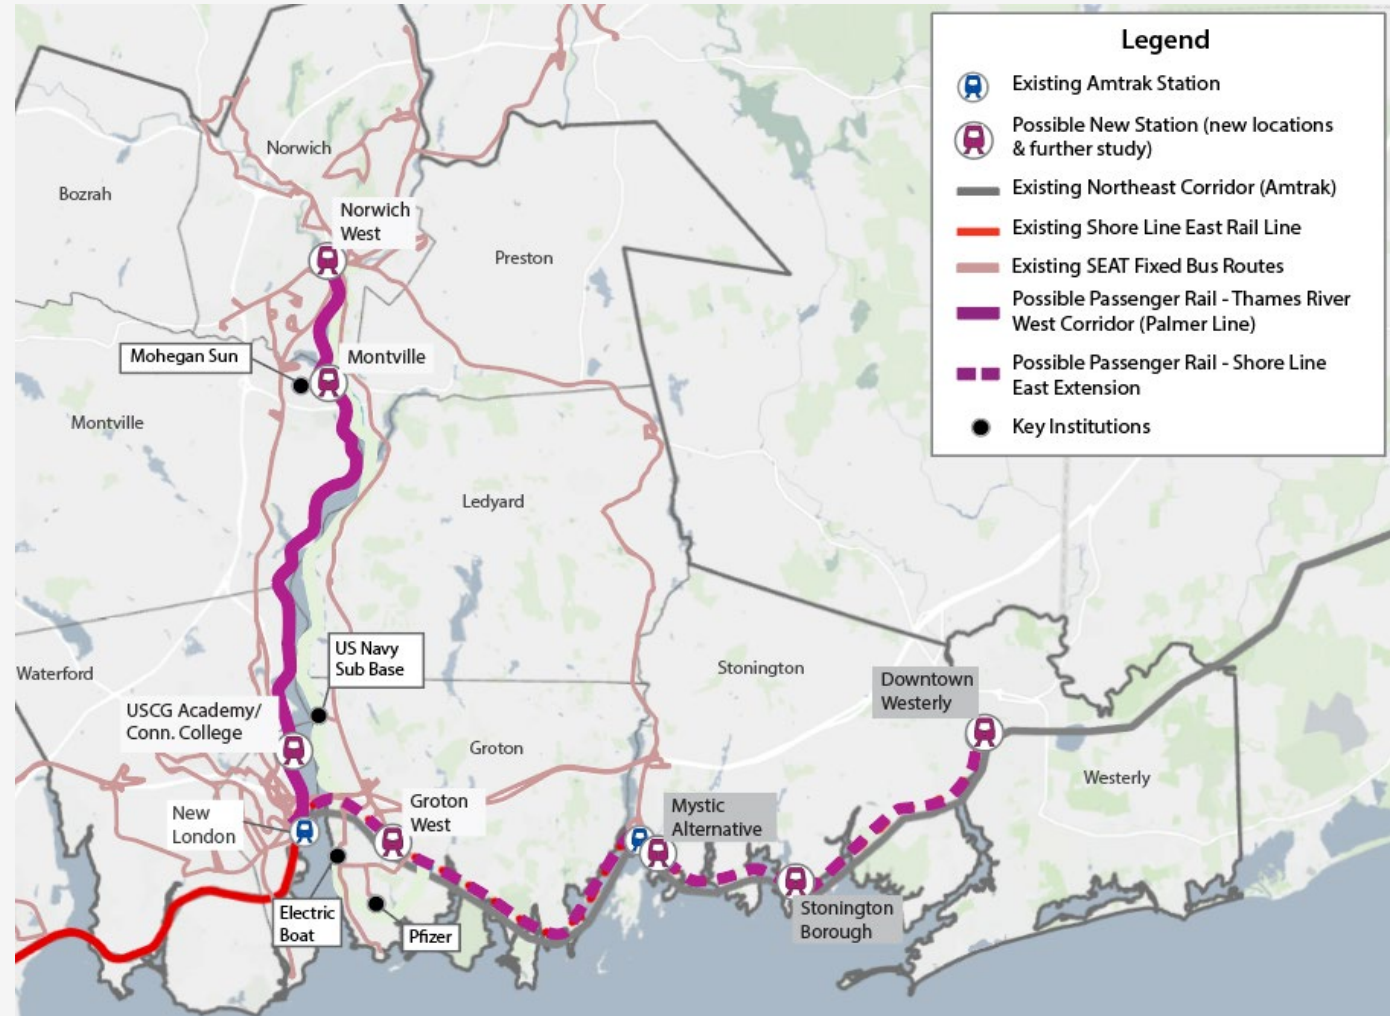 Legend
Existing Amtrak Station
Possible New Station (new locations
& further study)
Existing Northeast Corridor (Amtrak)
Existing Shore Line East Rail Line
Existing SEAT Fixed Bus Routes
Possible Passenger Rail - Thames River
West Corridor (Palmer Line)
Possible Passenger Rail - Shore Line
East Extension
Key Institutions
Norwich
Bozrah
Norwich
West
Preston
Mohegan Sun
Montville
Montville
Ledyard
US Navy
Sub Base
Waterford
Stonington
Downtown
Westerly
USCG Academy/
Conn. College
Groton
Westerly
New
London
Groton
West
Mystic
Alternative
Electric
Boat
Pfizer
Stonington
Borough